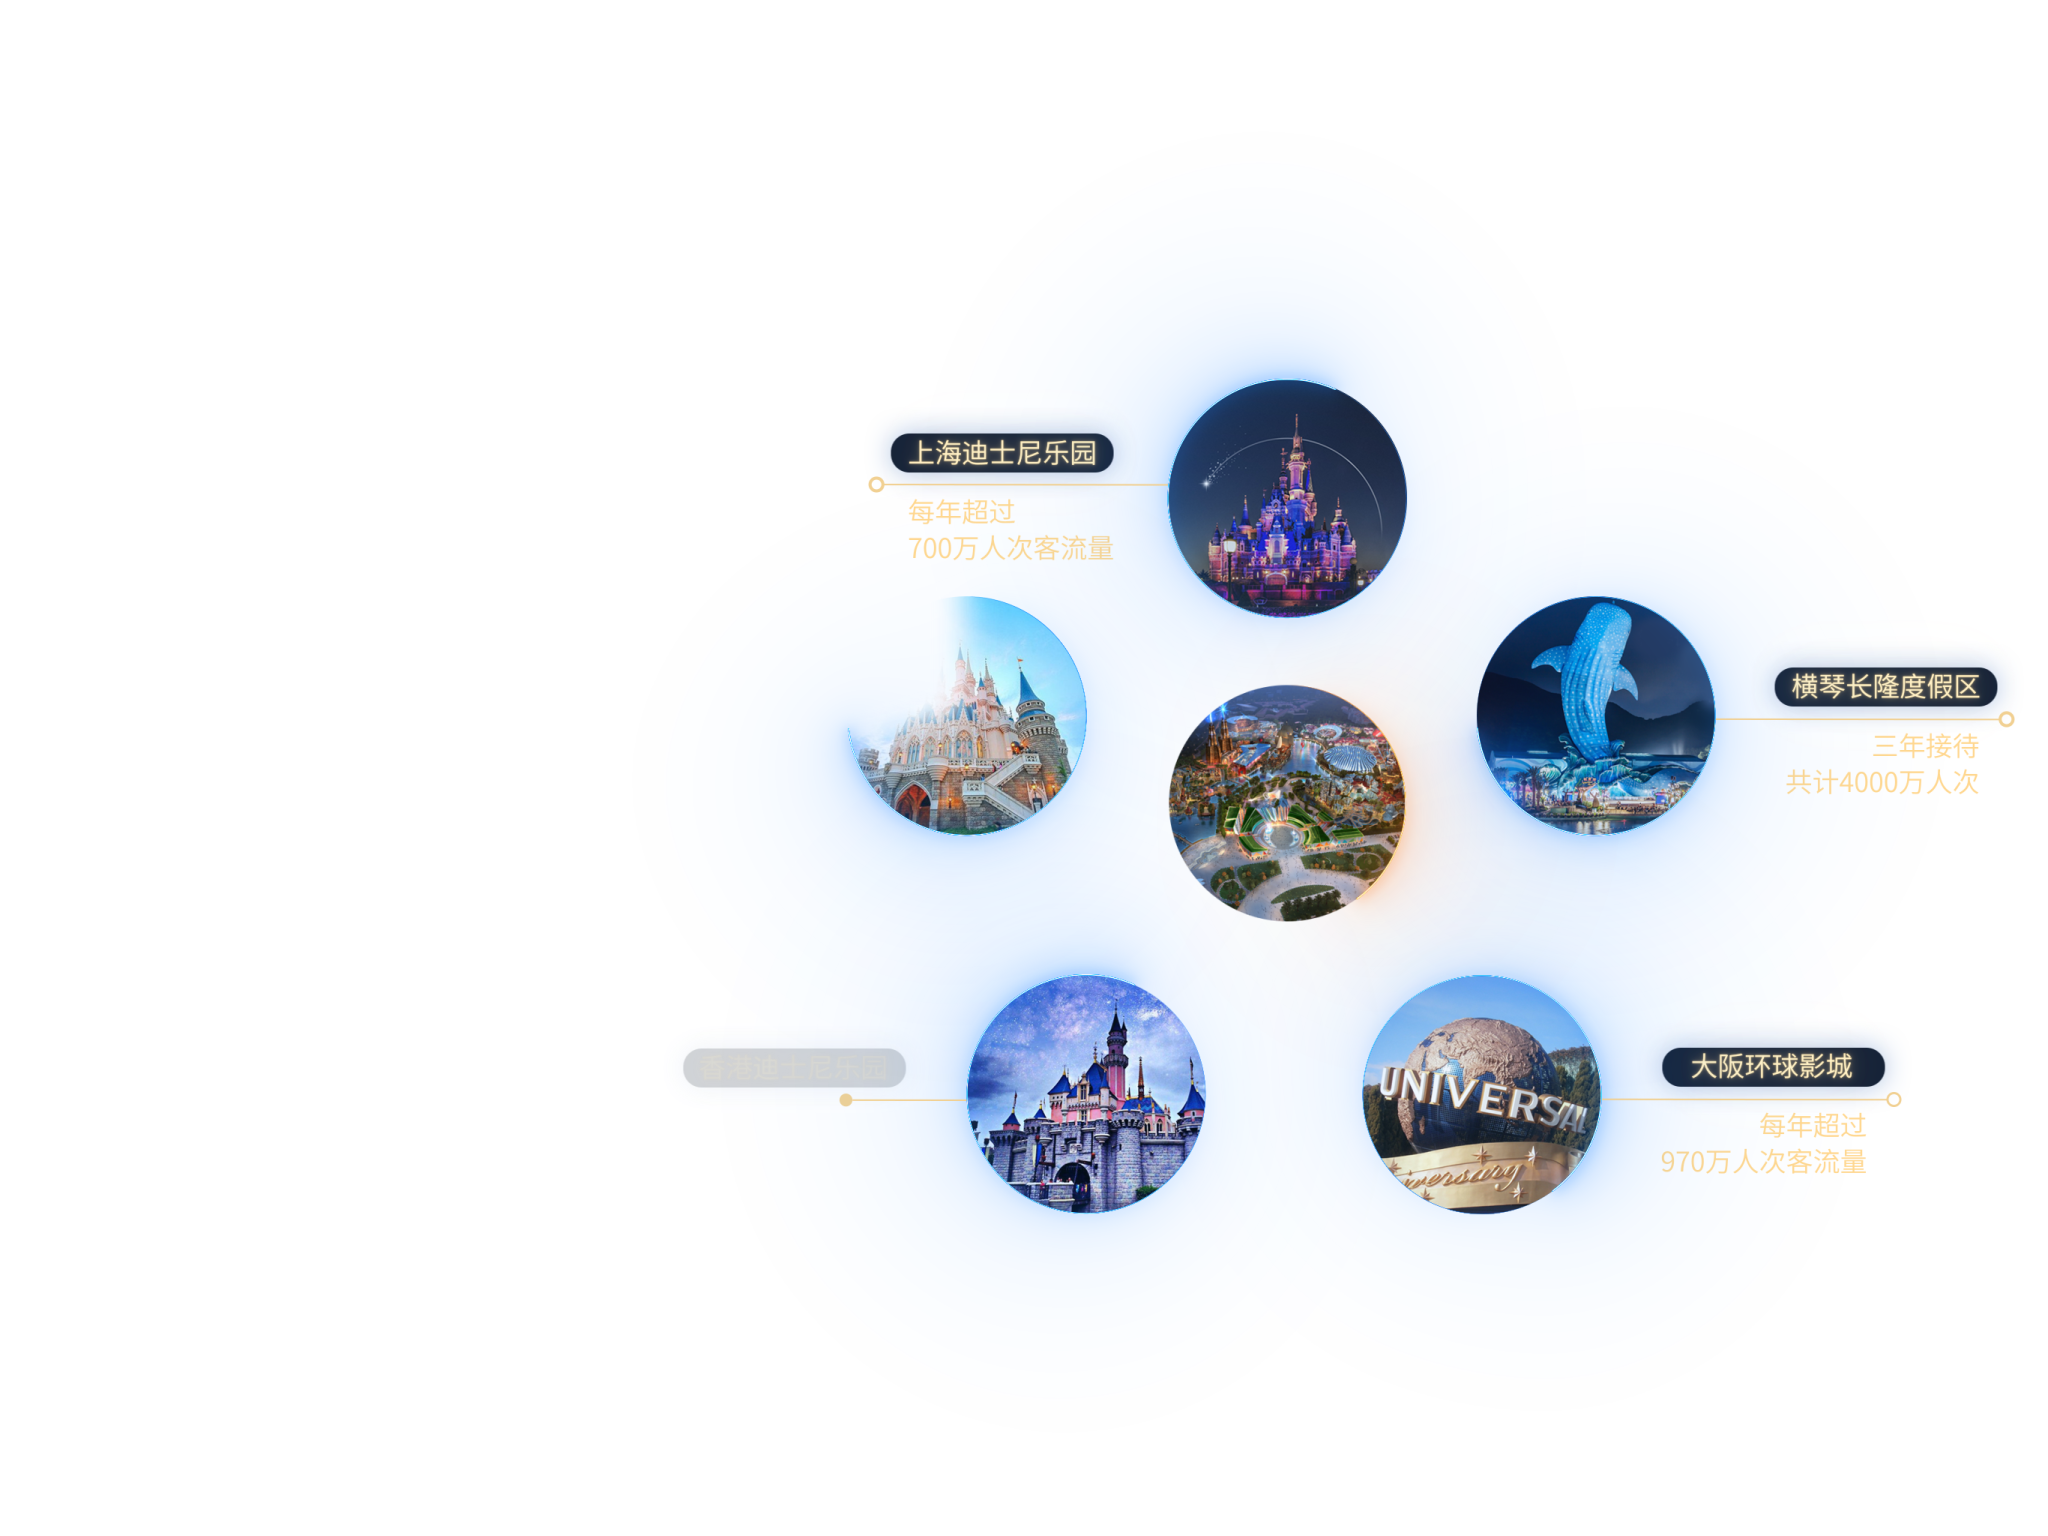 上海迪士尼乐园
每年超过
700万人次客流量
横琴长隆度假区
三年接待
共计4000万人次
香港迪士尼乐园
大阪环球影城
每年超过
970万人次客流量
UNIVERSAL
iversary